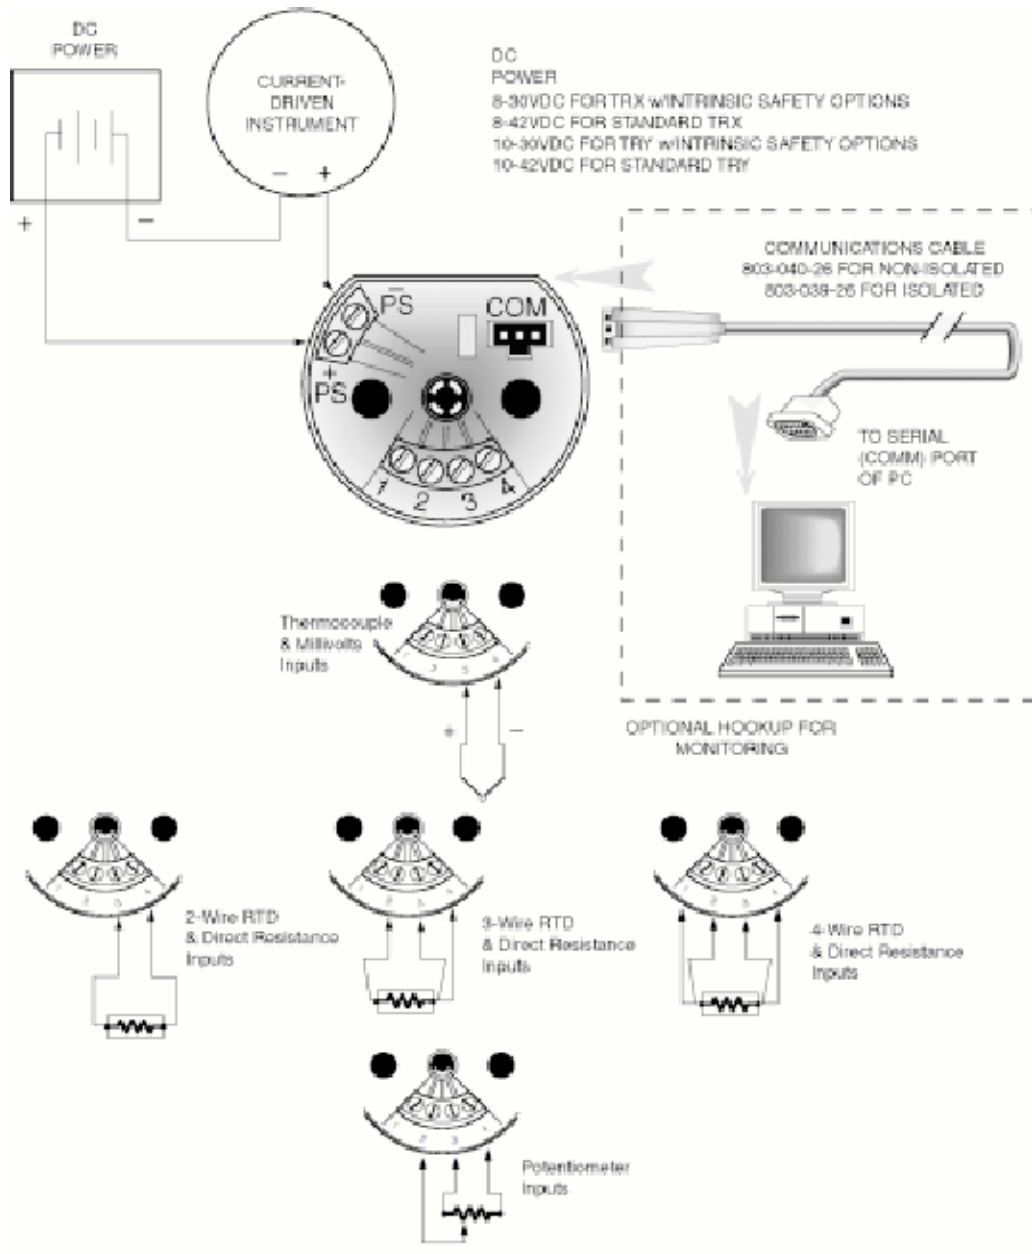 DC
POWER
CURRENT-
DRIVEN
INSTRUMENT
− +
+ −
DC
POWER
8-30VDC FOR TRX w/INTRINSIC SAFETY OPTIONS
8-42VDC FOR STANDARD TRX
10-30VDC FOR TRY w/INTRINSIC SAFETY OPTIONS
10-42VDC FOR STANDARD TRY
COMMUNICATIONS CABLE
803-040-26 FOR NON-ISOLATED
803-039-26 FOR ISOLATED
−
PS
COM
+
PS
1 2 3 4
TO SERIAL
(COMM) PORT
OF PC
OPTIONAL HOOKUP FOR
MONITORING
Thermocouple
& Millivolts
Inputs
+ −
2-Wire RTD
& Direct Resistance
Inputs
3-Wire RTD
& Direct Resistance
Inputs
4-Wire RTD
& Direct Resistance
Inputs
Potentiometer
Inputs